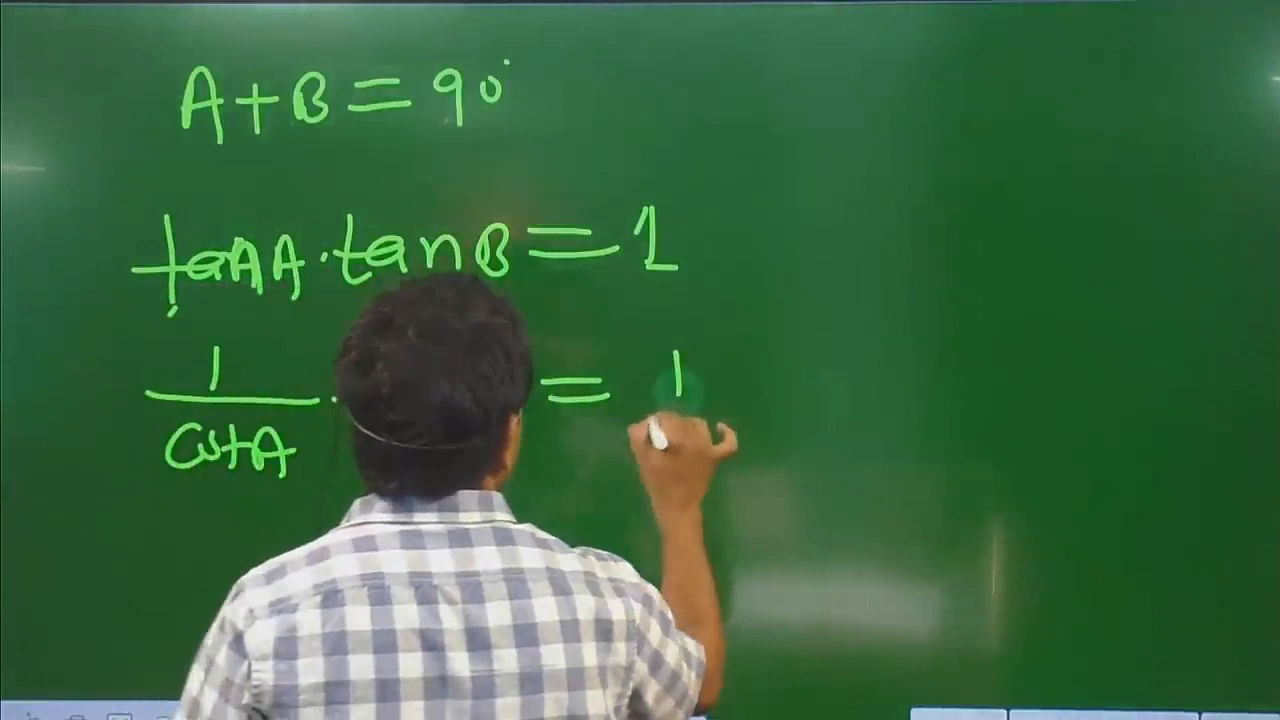 A + B = 90°
tanA · tanB = 1
1/cotA · = 1